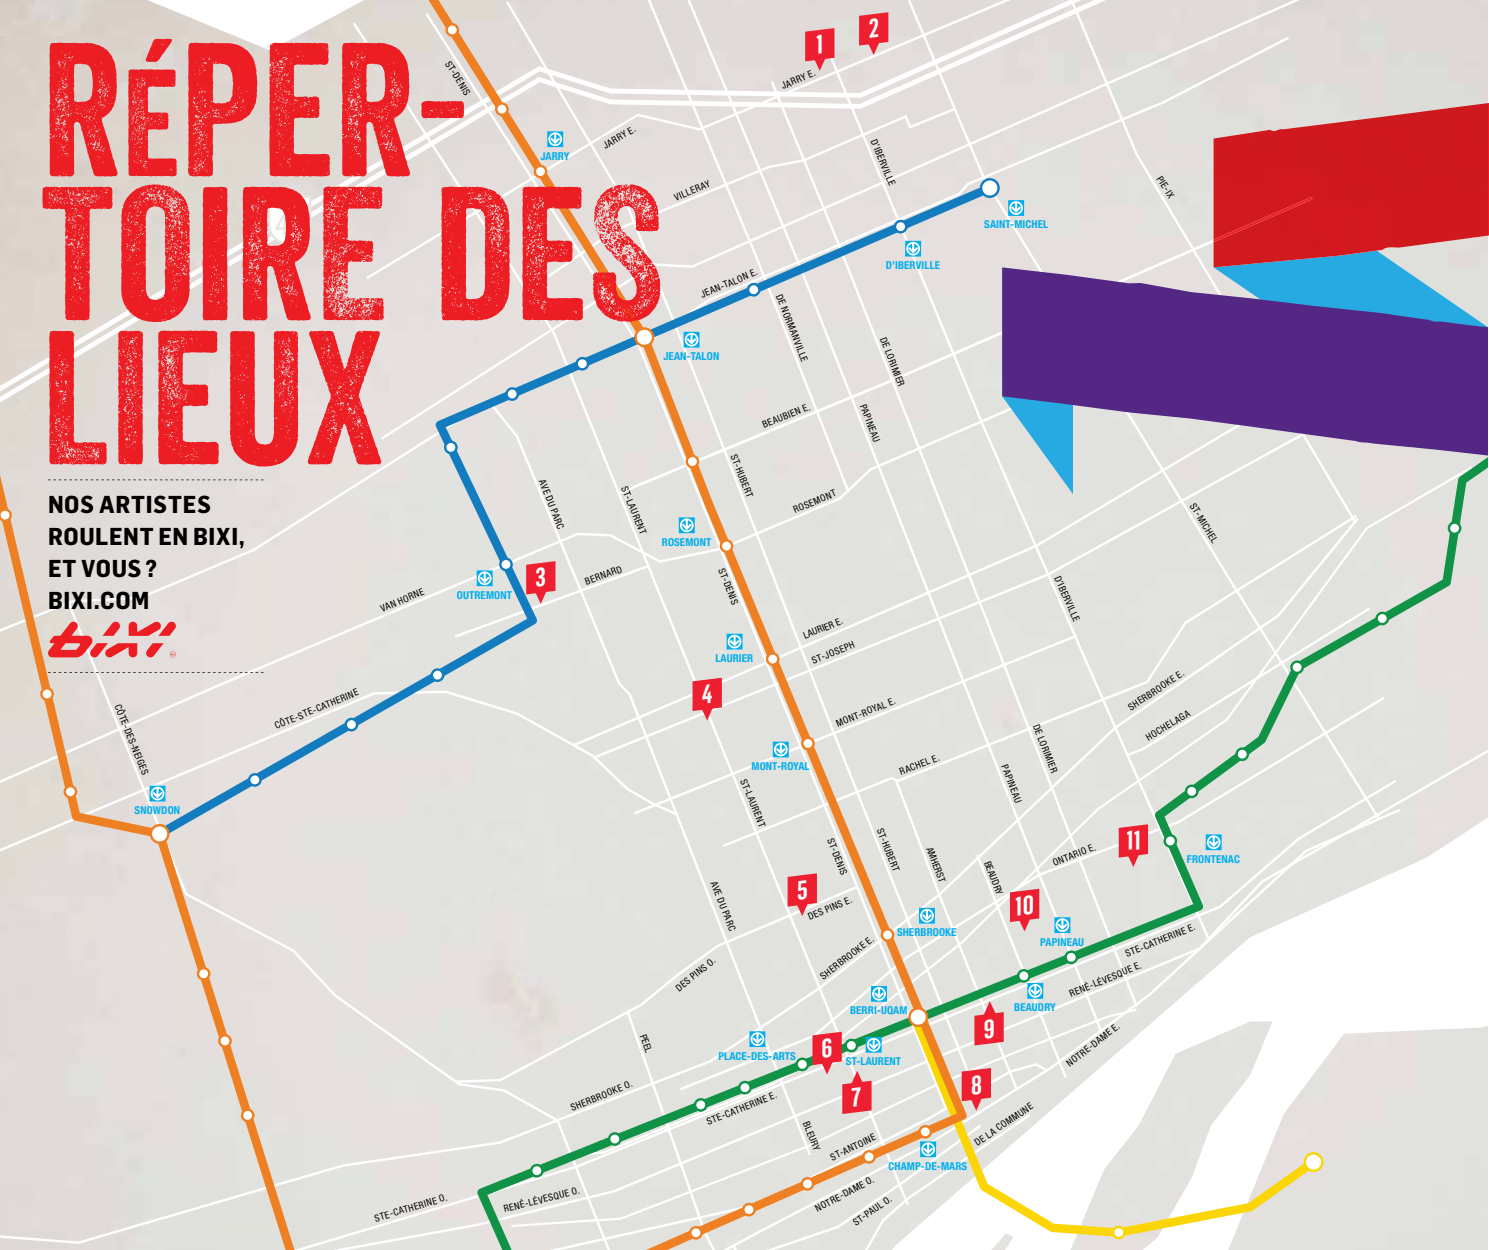 RÉPER-
TOIRE DES
LIEUX
NOS ARTISTES
ROULENT EN BIXI,
ET VOUS ?
BIXI.COM
BIXI
1
2
ST-DENIS
JARRY E.
JARRY E.
JARRY
VILLERAY
D'IBERVILLE
PIE-IX
SAINT-MICHEL
D'IBERVILLE
JEAN-TALON E.
DE NORMANVILLE
JEAN-TALON
DE LORIMIER
BEAUBIEN E.
PAPINEAU
ST-HUBERT
AVE DU PARC
ST-LAURENT
ROSEMONT
ROSEMONT
ST-MICHEL
OUTREMONT
3
BERNARD
VAN HORNE
ST-DENIS
D'IBERVILLE
LAURIER E.
ST-JOSEPH
LAURIER
4
CÔTE-STE-CATHERINE
CÔTE-DES-NEIGES
SNOWDON
SHERBROOKE E.
HOCHELAGA
MONT-ROYAL E.
MONT-ROYAL
DE LORIMIER
RACHEL E.
PAPINEAU
ST-LAURENT
ST-DENIS
ST-HUBERT
AMHERST
BEAUDRY
ONTARIO E.
11
FRONTENAC
5
DES PINS E.
AVE DU PARC
10
SHERBROOKE
PAPINEAU
STE-CATHERINE E.
SHERBROOKE E.
DES PINS O.
RENÉ-LÉVESQUE E.
BERRI-UQAM
BEAUDRY
9
PEEL
PLACE-DES-ARTS
6
ST-LAURENT
NOTRE-DAME E.
7
8
SHERBROOKE O.
STE-CATHERINE E.
BLEURY
ST-ANTOINE
DE LA COMMUNE
CHAMP-DE-MARS
STE-CATHERINE O.
RENÉ-LÉVESQUE O.
NOTRE-DAME O.
ST-PAUL O.